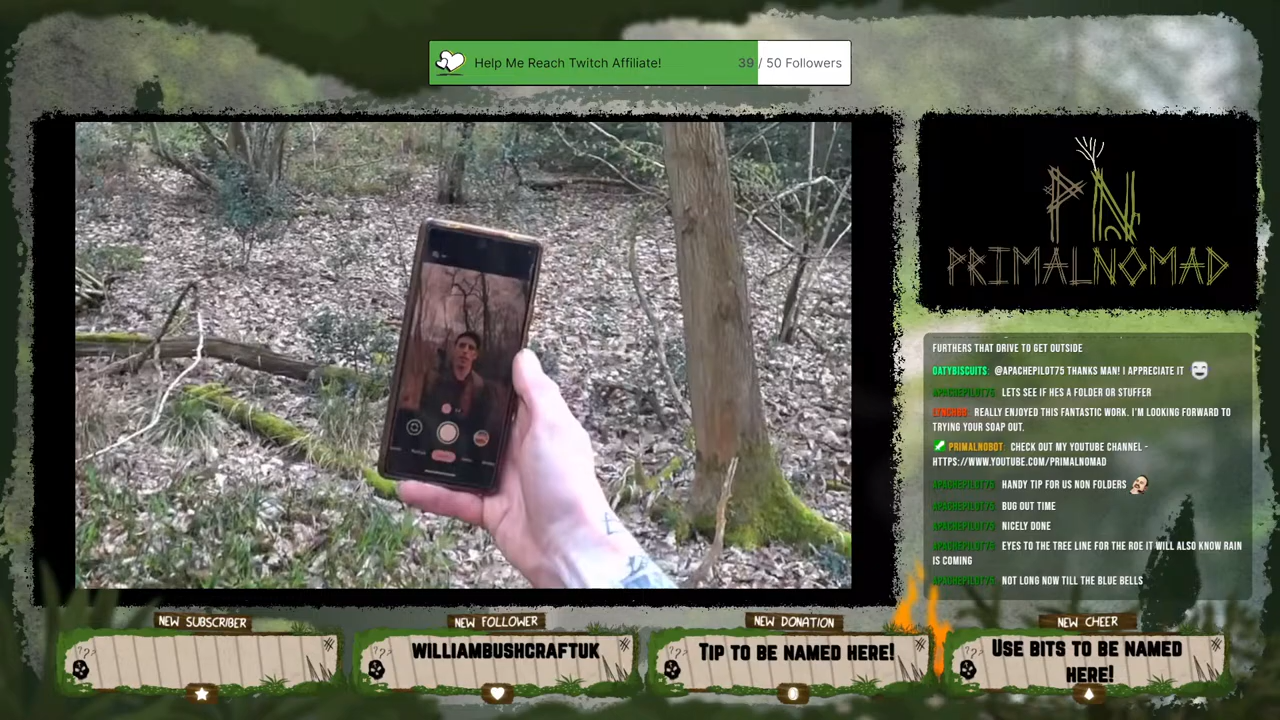 Help Me Reach Twitch Affiliate!
39 / 50 Followers
PN
PRIMALNOMAD
FURTHERS THAT DRIVE TO GET OUTSIDE
OATYBISCUITS: @APACHEPILOT75 THANKS MAN! I APPRECIATE IT
APACHEPILOT75: LETS SEE IF HES A FOLDER OR STUFFER
LYNCH88: REALLY ENJOYED THIS FANTASTIC WORK. I'M LOOKING FORWARD TO
TRYING YOUR SOAP OUT.
PRIMALNOBOT: CHECK OUT MY YOUTUBE CHANNEL -
HTTPS://WWW.YOUTUBE.COM/PRIMALNOMAD
APACHEPILOT75: HANDY TIP FOR US NON FOLDERS
APACHEPILOT75: BUG OUT TIME
APACHEPILOT75: NICELY DONE
APACHEPILOT75: EYES TO THE TREE LINE FOR THE ROE IT WILL ALSO KNOW RAIN
IS COMING
APACHEPILOT75: NOT LONG NOW TILL THE BLUE BELLS
NEW SUBSCRIBER
NEW FOLLOWER
WILLIAMBUSHCRAFTUK
NEW DONATION
TIP TO BE NAMED HERE!
NEW CHEER
USE BITS TO BE NAMED
HERE!